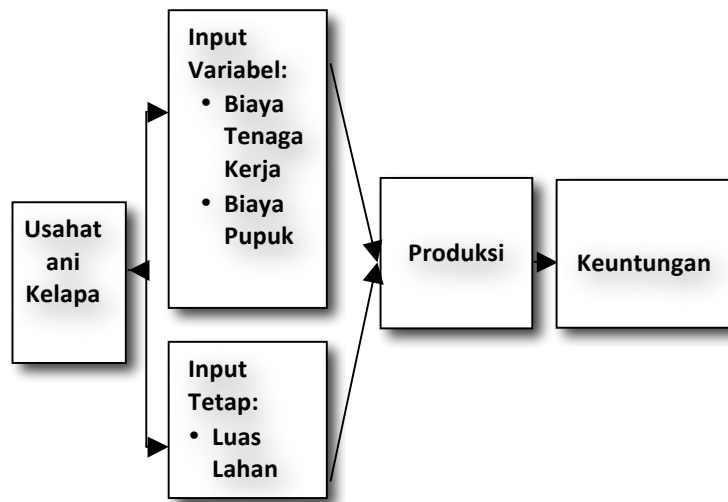 Usahat
ani
Kelapa
Input
Variabel:
• Biaya
Tenaga
Kerja
• Biaya
Pupuk
Input
Tetap:
• Luas
Lahan
Produksi
Keuntungan